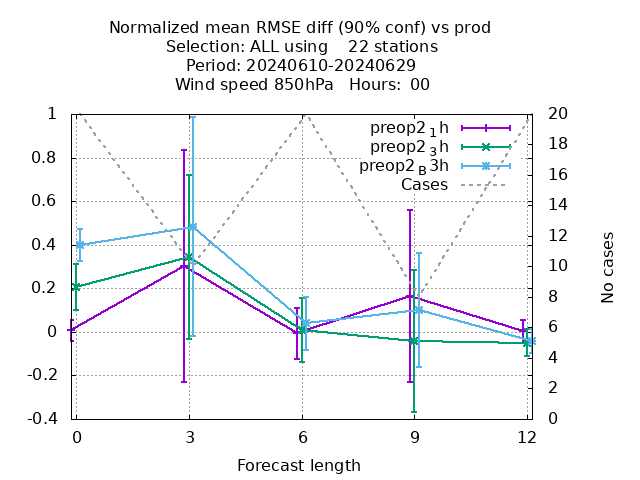 Normalized mean RMSE diff (90% conf) vs prod
Selection: ALL using    22 stations
Period: 20240610-20240629
Wind speed 850hPa   Hours:  00
preop2 1h
preop2 3h
preop2 B3h
Cases
1
0.8
0.6
0.4
0.2
0
-0.2
-0.4
20
18
16
14
12
10
8
6
4
2
0
No cases
0 3 6 9 12
Forecast length